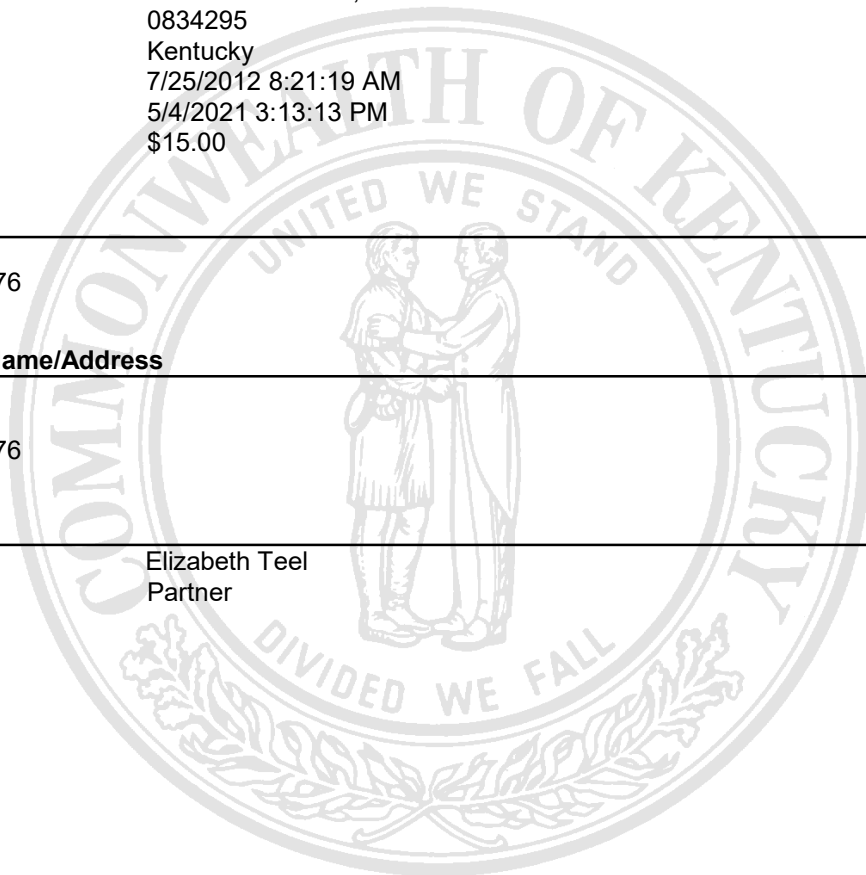 0834295
Kentucky
7/25/2012 8:21:19 AM
5/4/2021 3:13:13 PM
$15.00
76
ame/Address
76
Elizabeth Teel
Partner
COMMONWEALTH OF KENTUCKY
UNITED WE STAND
DIVIDED WE FALL